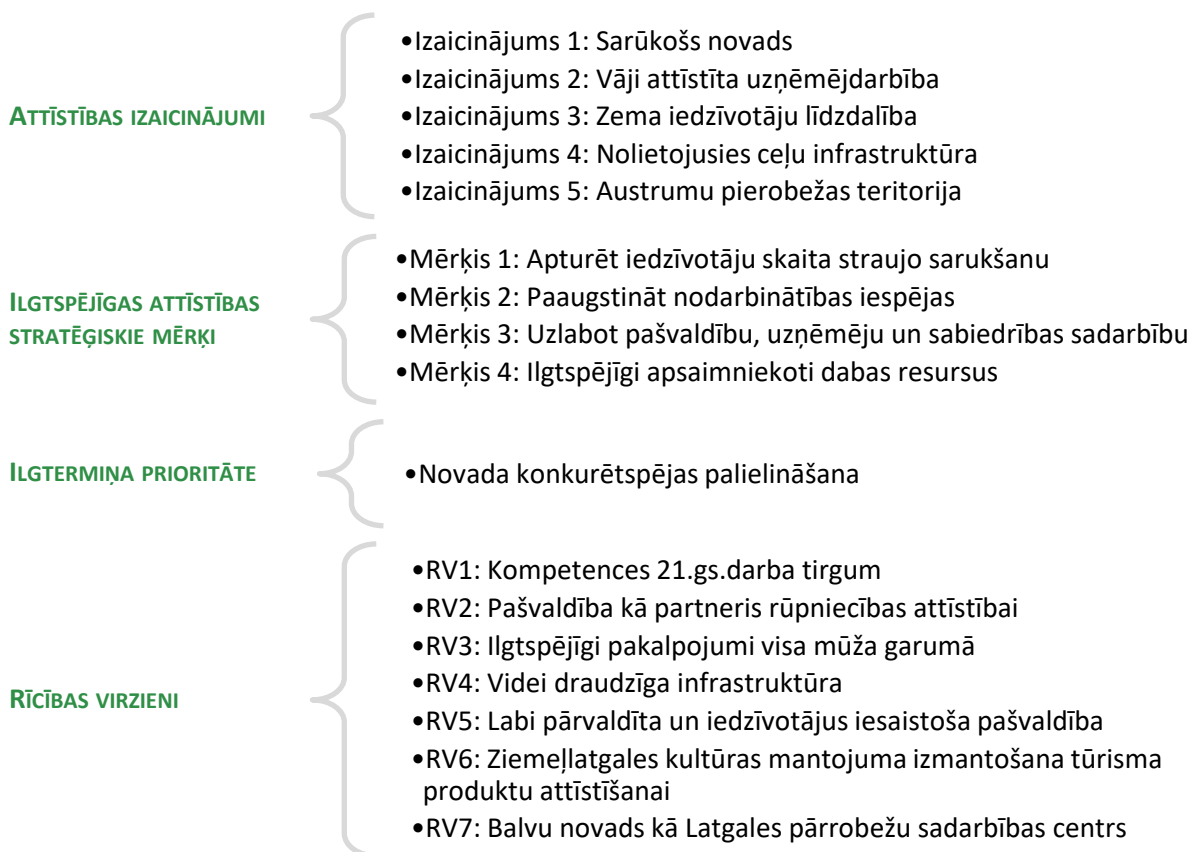 ATTĪSTĪBAS IZAICINĀJUMI
•Izaicinājums 1: Sarūkošs novads
•Izaicinājums 2: Vāji attīstīta uzņēmējdarbība
•Izaicinājums 3: Zema iedzīvotāju līdzdalība
•Izaicinājums 4: Nolietojusies ceļu infrastruktūra
•Izaicinājums 5: Austrumu pierobežas teritorija
ILGTSPĒJĪGAS ATTĪSTĪBAS
STRATĒĢISKIE MĒRĶI
•Mērķis 1: Apturēt iedzīvotāju skaita straujo sarukšanu
•Mērķis 2: Paaugstināt nodarbinātības iespējas
•Mērķis 3: Uzlabot pašvaldību, uzņēmēju un sabiedrības sadarbību
•Mērķis 4: Ilgtspējīgi apsaimniekoti dabas resursus
ILGTERMIŅA PRIORITĀTE
•Novada konkurētspējas palielināšana
RĪCĪBAS VIRZIENI
•RV1: Kompetences 21.gs.darba tirgum
•RV2: Pašvaldība kā partneris rūpniecības attīstībai
•RV3: Ilgtspējīgi pakalpojumi visa mūža garumā
•RV4: Videi draudzīga infrastruktūra
•RV5: Labi pārvaldīta un iedzīvotājus iesaistoša pašvaldība
•RV6: Ziemeļlatgales kultūras mantojuma izmantošana tūrisma
produktu attīstīšanai
•RV7: Balvu novads kā Latgales pārrobežu sadarbības centrs